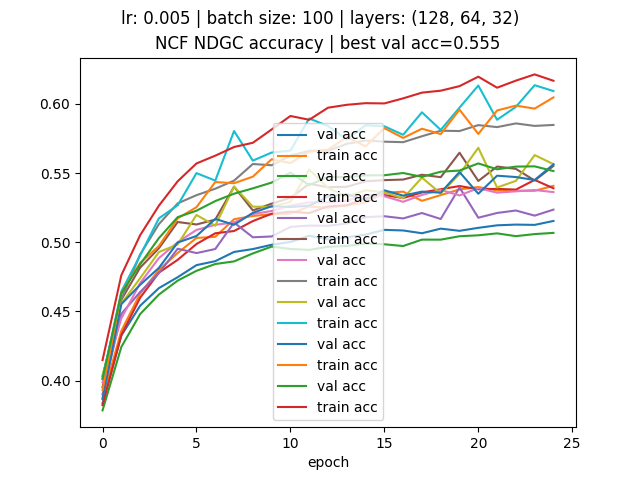 lr: 0.005 | batch size: 100 | layers: (128, 64, 32)
NCF NDGC accuracy | best val acc=0.555
0.60
0.55
0.50
0.45
0.40
val acc
train acc
val acc
train acc
val acc
train acc
val acc
train acc
val acc
train acc
val acc
train acc
val acc
train acc
0 5 10 15 20 25
epoch